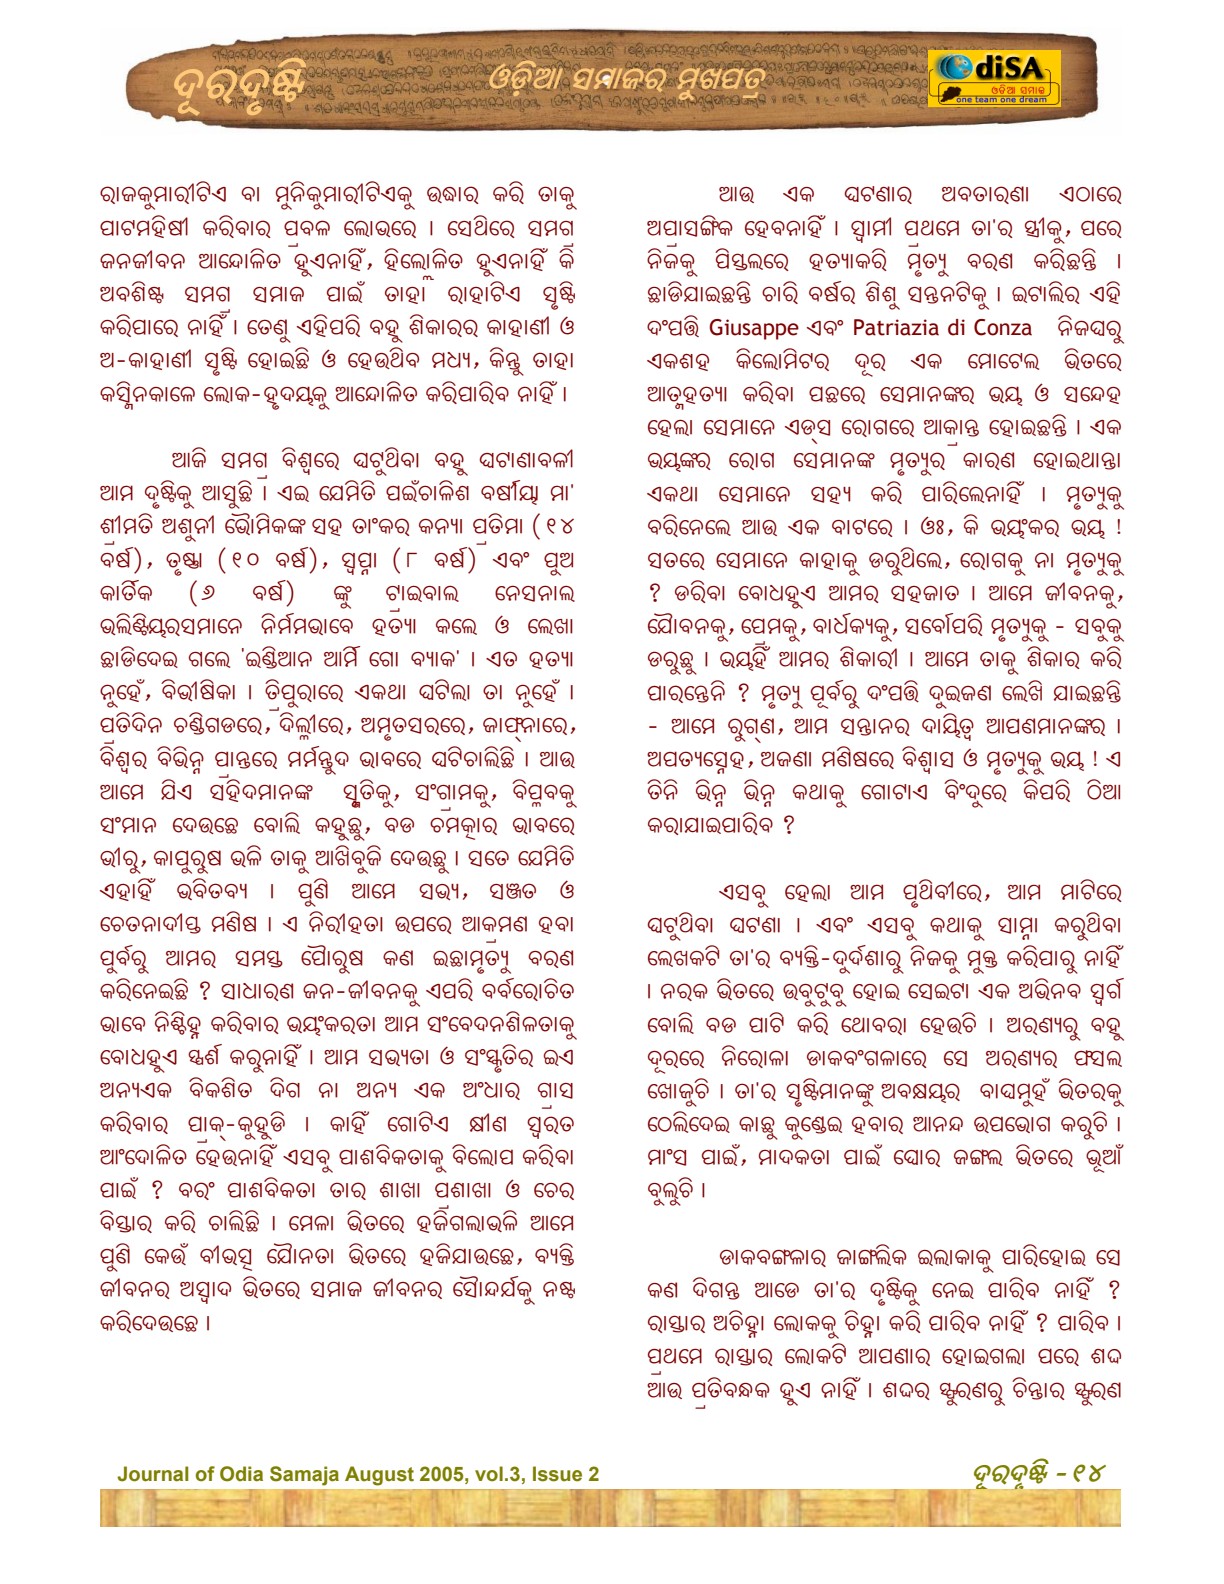 ଦୂରଦୃଷ୍ଟି
ଓଡ଼ିଆ ସମାଜର ମୁଖପତ୍ର
OdiSA
ଓଡ଼ିଆ ସମାଜ
one team one dream
ରାଜକୁମାରୀଟିଏ ବା ମୁନିକୁମାରୀଟିଏକୁ ଉଦ୍ଧାର କରି ତାକୁ
ପାଟମହିଷୀ କରିବାର ପ୍ରବଳ ଲୋଭରେ । ସେଥିରେ ସମଗ୍ର
ଜନଜୀବନ ଆନ୍ଦୋଳିତ ହୁଏନାହିଁ, ହିଲ୍ଲୋଳିତ ହୁଏନାହିଁ କି
ଅବଶିଷ୍ଟ ସମଗ୍ର ସମାଜ ପାଇଁ ତାହା ରାହାଟିଏ ସୃଷ୍ଟି
କରିପାରେ ନାହିଁ । ତେଣୁ ଏହିପରି ବହୁ ଶିକାରର କାହାଣୀ ଓ
ଅ-କାହାଣୀ ସୃଷ୍ଟି ହୋଇଛି ଓ ହେଉଥିବ ମଧ୍ୟ, କିନ୍ତୁ ତାହା
କସ୍ମିନକାଳେ ଲୋକ-ହୃଦୟକୁ ଆନ୍ଦୋଳିତ କରିପାରିବ ନାହିଁ ।
ଆଜି ସମଗ୍ର ବିଶ୍ୱରେ ଘଟୁଥିବା ବହୁ ଘଟାଣାବଳୀ
ଆମ ଦୃଷ୍ଟିକୁ ଆସୁଛି । ଏଇ ଯେମିତି ପଇଁଚାଳିଶ ବର୍ଷୀୟା ମା'
ଶ୍ରୀମତି ଅଶ୍ରୁନୀ ଭୌମିକଙ୍କ ସହ ତାଂକର କନ୍ୟା ପ୍ରତିମା (୧୪
ବର୍ଷ), ତୃଷ୍ଣା (୧୦ ବର୍ଷ), ସ୍ୱପ୍ନା (୮ ବର୍ଷ) ଏବଂ ପୁଅ
କାର୍ତିକ (୬ ବର୍ଷ) ଙ୍କୁ ଟ୍ରାଇବାଲ ନେସନାଲ
ଭଲିଣ୍ଟିୟରସମାନେ ନିର୍ମମଭାବେ ହତ୍ୟା କଲେ ଓ ଲେଖା
ଛାଡିଦେଇ ଗଲେ 'ଇଣ୍ଡିଆନ ଆର୍ମି ଗୋ ବ୍ୟାକ' । ଏତ ହତ୍ୟା
ନୁହେଁ, ବିଭୀଷିକା । ତ୍ରିପୁରାରେ ଏକଥା ଘଟିଲା ତା ନୁହେଁ ।
ପ୍ରତିଦିନ ଚଣ୍ଡିଗଡରେ, ଦିଲ୍ଲୀରେ, ଅମୃତସରରେ, ଜାଫ୍‌ନାରେ,
ବିଶ୍ୱର ବିଭିନ୍ନ ପ୍ରାନ୍ତରେ ମର୍ମନ୍ତୁଦ ଭାବରେ ଘଟିଚାଲିଛି । ଆଉ
ଆମେ ଯିଏ ସହିଦମାନଙ୍କ ସ୍ମୃତିକୁ, ସଂଗ୍ରାମକୁ, ବିପ୍ଳବକୁ
ସଂମାନ ଦେଉଛେ ବୋଲି କହୁଛୁ, ବଡ ଚମତ୍କାର ଭାବରେ
ଭୀରୁ, କାପୁରୁଷ ଭଳି ତାକୁ ଆଖିବୁଜି ଦେଉଛୁ । ସତେ ଯେମିତି
ଏହାହିଁ ଭବିତବ୍ୟ । ପୁଣି ଆମେ ସଭ୍ୟ, ସଞ୍ଜତ ଓ
ଚେତନାଦୀପ୍ତ ମଣିଷ । ଏ ନିରୀହତା ଉପରେ ଆକ୍ରମଣ ହବା
ପୁର୍ବରୁ ଆମର ସମସ୍ତ ପୌରୁଷ କଣ ଇଛାମୃତ୍ୟୁ ବରଣ
କରିନେଇଛି ? ସାଧାରଣ ଜନ-ଜୀବନକୁ ଏପରି ବର୍ବରୋଚିତ
ଭାବେ ନିଶ୍ଚିହ୍ନ କରିବାର ଭୟଂକରତା ଆମ ସଂବେଦନଶିଳତାକୁ
ବୋଧହୁଏ ସ୍ପର୍ଶ କରୁନାହିଁ । ଆମ ସଭ୍ୟତା ଓ ସଂସ୍କୃତିର ଇଏ
ଅନ୍ୟଏକ ବିକଶିତ ଦିଗ ନା ଅନ୍ୟ ଏକ ଅଂଧାର ଗ୍ରାସ
କରିବାର ପ୍ରାକ୍-କୁହୁଡି । କାହିଁ ଗୋଟିଏ କ୍ଷୀଣ ସ୍ୱରତ
ଆଂଦୋଳିତ ହେଉନାହିଁ ଏସବୁ ପାଶବିକତାକୁ ବିଲୋପ କରିବା
ପାଇଁ ? ବରଂ ପାଶବିକତା ତାର ଶାଖା ପ୍ରଶାଖା ଓ ଚେର
ବିସ୍ତାର କରି ଚାଲିଛି । ମେଳା ଭିତରେ ହଜିଗଲାଭଳି ଆମେ
ପୁଣି କେଉଁ ବୀଭତ୍ସ ଯୌନତା ଭିତରେ ହଜିଯାଉଛେ, ବ୍ୟକ୍ତି
ଜୀବନର ଅସ୍ୱାଦ ଭିତରେ ସମାଜ ଜୀବନର ସୌନ୍ଦର୍ଯକୁ ନଷ୍ଟ
କରିଦେଉଛେ ।
ଆଉ ଏକ ଘଟଣାର ଅବତାରଣା ଏଠାରେ
ଅପ୍ରାସଙ୍ଗିକ ହେବନାହିଁ । ସ୍ୱାମୀ ପ୍ରଥମେ ତା'ର ସ୍ତ୍ରୀକୁ, ପରେ
ନିଜକୁ ପିସ୍ତଲରେ ହତ୍ୟାକରି ମୃତ୍ୟୁ ବରଣ କରିଛନ୍ତି ।
ଛାଡିଯାଇଛନ୍ତି ଚାରି ବର୍ଷର ଶିଶୁ ସନ୍ତନଟିକୁ । ଇଟାଲିର ଏହି
ଦଂପତ୍ତି Giusappe ଏବଂ Patriazia di Conza ନିଜଘରୁ
ଏକଶହ କିଲୋମିଟର ଦୂର ଏକ ମୋଟେଲ ଭିତରେ
ଆତ୍ମହତ୍ୟା କରିବା ପଛରେ ସେମାନଙ୍କର ଭୟ ଓ ସନ୍ଦେହ
ହେଲା ସେମାନେ ଏଡ୍‌ସ ରୋଗରେ ଆକ୍ରାନ୍ତ ହୋଇଛନ୍ତି । ଏକ
ଭୟଙ୍କର ରୋଗ ସେମାନଙ୍କ ମୃତ୍ୟୁର କାରଣ ହୋଇଥାନ୍ତା
ଏକଥା ସେମାନେ ସହ୍ୟ କରି ପାରିଲେନାହିଁ । ମୃତ୍ୟୁକୁ
ବରିନେଲେ ଆଉ ଏକ ବାଟରେ । ଓଃ, କି ଭୟଂକର ଭୟ !
ସତରେ ସେମାନେ କାହାକୁ ଡରୁଥିଲେ, ରୋଗକୁ ନା ମୃତ୍ୟୁକୁ
? ଡରିବା ବୋଧହୁଏ ଆମର ସହଜାତ । ଆମେ ଜୀବନକୁ,
ଯୌବନକୁ, ପ୍ରେମକୁ, ବାର୍ଧକ୍ୟକୁ, ସର୍ବୋପରି ମୃତ୍ୟୁକୁ - ସବୁକୁ
ଡରୁଛୁ । ଭୟହିଁ ଆମର ଶିକାରୀ । ଆମେ ତାକୁ ଶିକାର କରି
ପାରନ୍ତେନି ? ମୃତ୍ୟୁ ପୂର୍ବରୁ ଦଂପତ୍ତି ଦୁଇଜଣ ଲେଖି ଯାଇଛନ୍ତି
- ଆମେ ରୁଗ୍‌ଣ, ଆମ ସନ୍ତାନର ଦାୟିତ୍ୱ ଆପଣମାନଙ୍କର ।
ଅପତ୍ୟସ୍ନେହ, ଅଜଣା ମଣିଷରେ ବିଶ୍ୱାସ ଓ ମୃତ୍ୟୁକୁ ଭୟ ! ଏ
ତିନି ଭିନ୍ନ ଭିନ୍ନ କଥାକୁ ଗୋଟାଏ ବିଂଦୁରେ କିପରି ଠିଆ
କରାଯାଇପାରିବ ?
ଏସବୁ ହେଲା ଆମ ପୃଥିବୀରେ, ଆମ ମାଟିରେ
ଘଟୁଥିବା ଘଟଣା । ଏବଂ ଏସବୁ କଥାକୁ ସାମ୍ନା କରୁଥିବା
ଲେଖକଟି ତା'ର ବ୍ୟକ୍ତି-ଦୁର୍ଦଶାରୁ ନିଜକୁ ମୁକ୍ତ କରିପାରୁ ନାହିଁ
। ନରକ ଭିତରେ ଉବୁଟୁବୁ ହୋଇ ସେଇଟା ଏକ ଅଭିନବ ସ୍ୱର୍ଗ
ବୋଲି ବଡ ପାଟି କରି ଥୋବରା ହେଉଚି । ଅରଣ୍ୟରୁ ବହୁ
ଦୂରରେ ନିରୋଳା ଡାକବଂଗଳାରେ ସେ ଅରଣ୍ୟର ଫସଲ
ଖୋଜୁଚି । ତା'ର ସୃଷ୍ଟିମାନଙ୍କୁ ଅବକ୍ଷୟର ବାଘମୁହଁ ଭିତରକୁ
ଠେଲିଦେଇ କାଛୁ କୁଣ୍ଡେଇ ହବାର ଆନନ୍ଦ ଉପଭୋଗ କରୁଚି ।
ମାଂସ ପାଇଁ, ମାଦକତା ପାଇଁ ଘୋର ଜଙ୍ଗଲ ଭିତରେ ଭୂଆଁ
ବୁଲୁଚି ।
ଡାକବଙ୍ଗଳାର ଜାଙ୍ଗଲିକ ଇଲାକାକୁ ପାରିହୋଇ ସେ
କଣ ଦିଗନ୍ତ ଆଡେ ତା'ର ଦୃଷ୍ଟିକୁ ନେଇ ପାରିବ ନାହିଁ ?
ରାସ୍ତାର ଅଚିହ୍ନା ଲୋକକୁ ଚିହ୍ନା କରି ପାରିବ ନାହିଁ ? ପାରିବ ।
ପ୍ରଥମେ ରାସ୍ତାର ଲୋକଟି ଆପଣାର ହୋଇଗଲା ପରେ ଶବ୍ଦ
ଆଉ ପ୍ରତିବନ୍ଧକ ହୁଏ ନାହିଁ । ଶବ୍ଦର ସ୍ଫୁରଣରୁ ଚିନ୍ତାର ସ୍ଫୁରଣ
Journal of Odia Samaja August 2005, vol.3, Issue 2
ଦୂରଦୃଷ୍ଟି - ୧୪